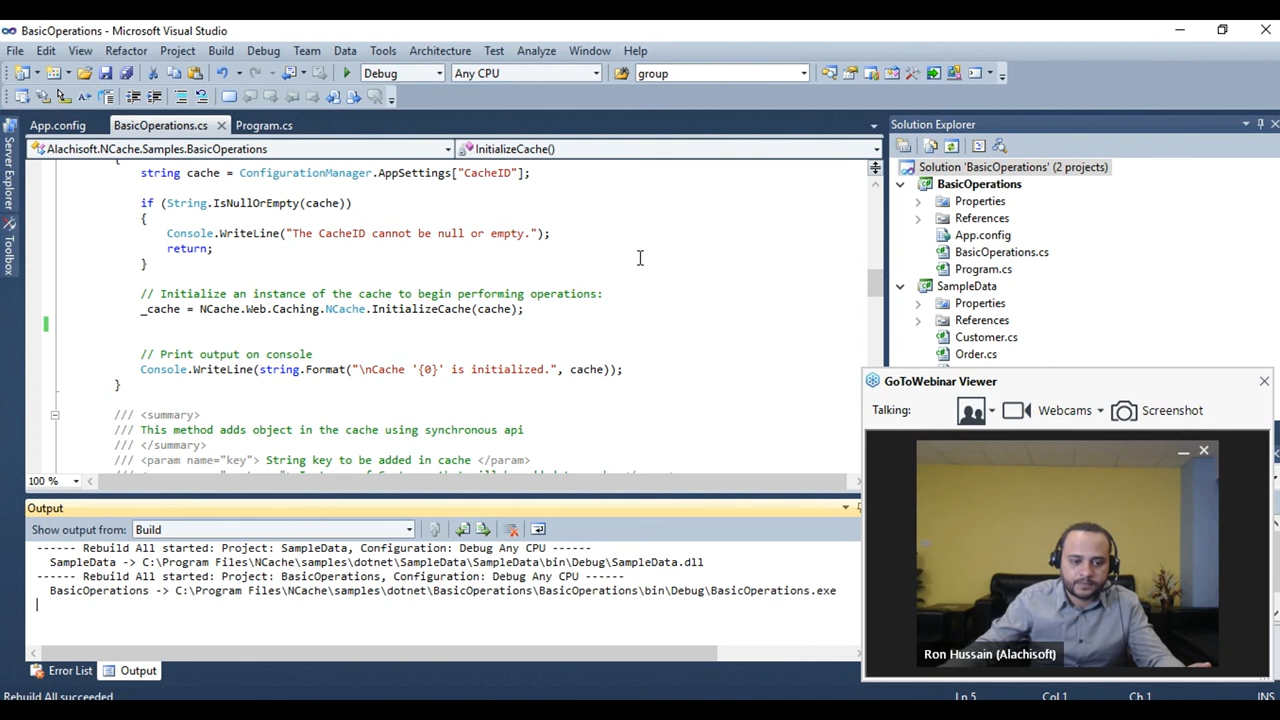 BasicOperations - Microsoft Visual Studio
File Edit View Refactor Project Build Debug Team Data Tools Architecture Test Analyze Window Help
Debug Any CPU group
App.config BasicOperations.cs Program.cs
Alachisoft.NCache.Samples.BasicOperations InitializeCache()
{
string cache = ConfigurationManager.AppSettings["CacheID"];
if (String.IsNullOrEmpty(cache))
{
Console.WriteLine("The CacheID cannot be null or empty.");
return;
}
// Initialize an instance of the cache to begin performing operations:
_cache = NCache.Web.Caching.NCache.InitializeCache(cache);
// Print output on console
Console.WriteLine(string.Format("\nCache '{0}' is initialized.", cache));
}
/// <summary>
/// This method adds object in the cache using synchronous api
/// </summary>
/// <param name="key"> String key to be added in cache </param>
100 %
Server Explorer
Toolbox
Solution Explorer
Solution 'BasicOperations' (2 projects)
BasicOperations
Properties
References
App.config
BasicOperations.cs
Program.cs
SampleData
Properties
References
Customer.cs
Order.cs
GoToWebinar Viewer
Talking: Webcams Screenshot
Ron Hussain (Alachisoft)
Output
Show output from: Build
------ Rebuild All started: Project: SampleData, Configuration: Debug Any CPU ------
SampleData -> C:\Program Files\NCache\samples\dotnet\SampleData\SampleData\bin\Debug\SampleData.dll
------ Rebuild All started: Project: BasicOperations, Configuration: Debug Any CPU ------
BasicOperations -> C:\Program Files\NCache\samples\dotnet\BasicOperations\BasicOperations\bin\Debug\BasicOperations.exe
Error List Output
Rebuild All succeeded Ln 5 Col 1 Ch 1 INS